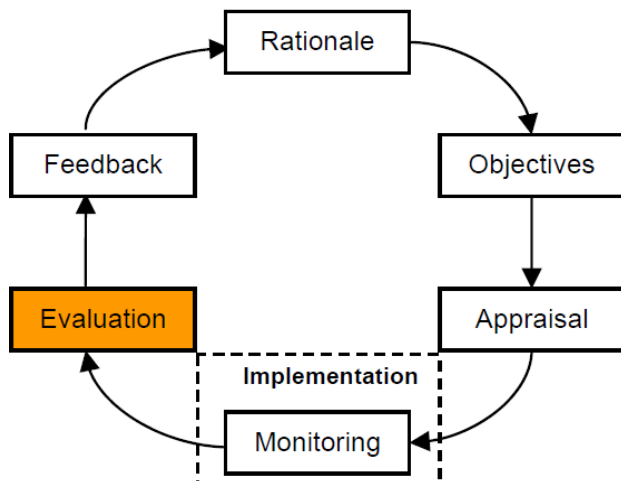 Rationale
Feedback
Objectives
Evaluation
Appraisal
Implementation
Monitoring